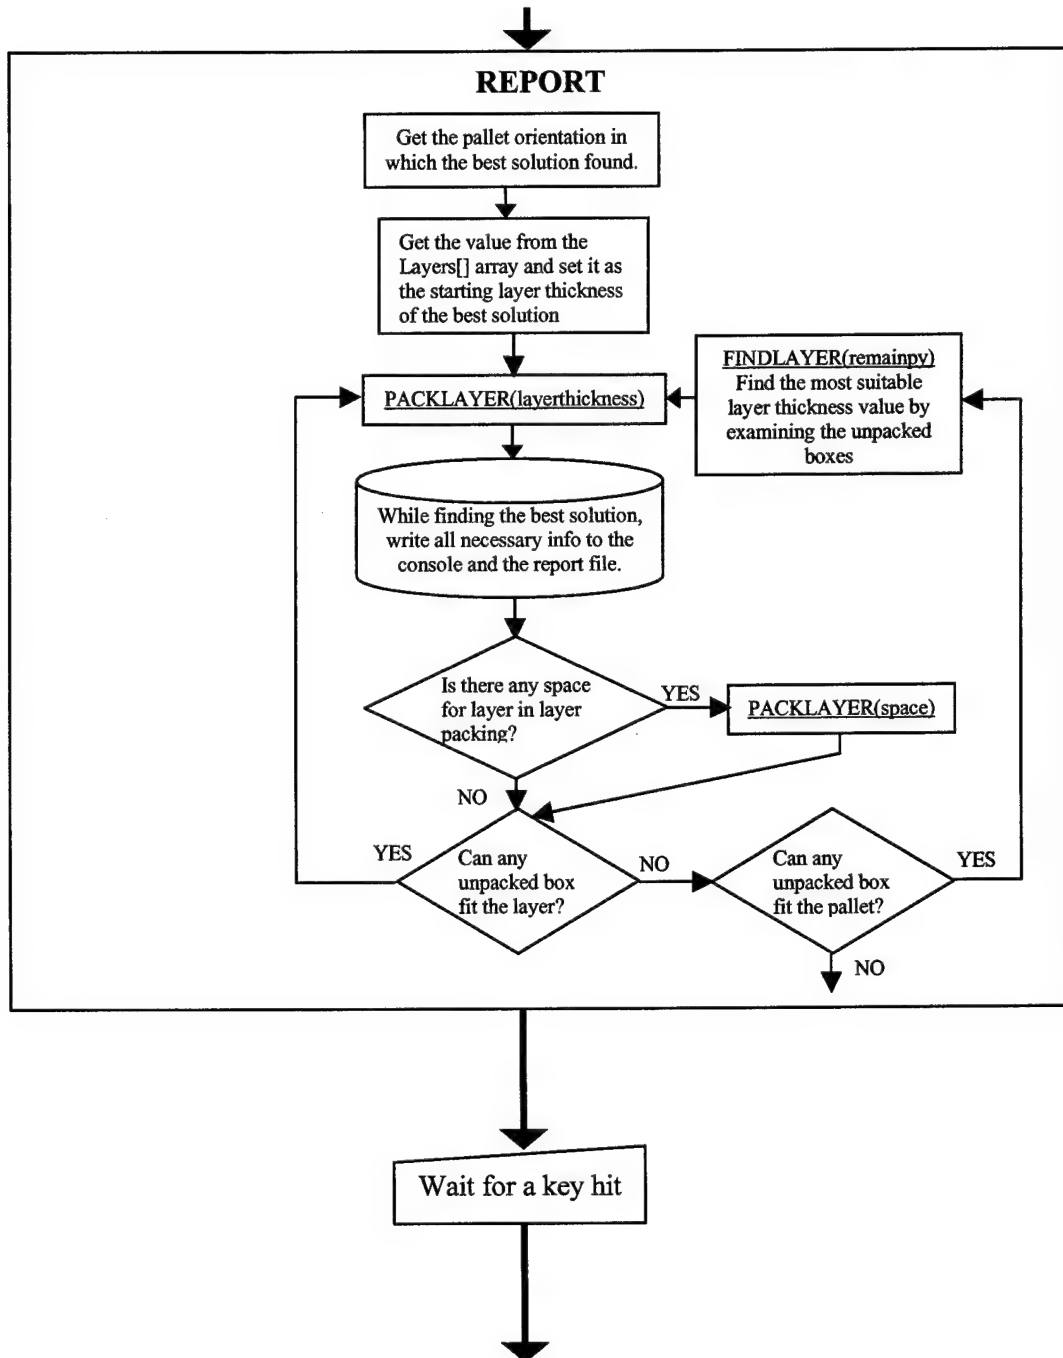 REPORT
Get the pallet orientation in
which the best solution found.
Get the value from the
Layers[] array and set it as
the starting layer thickness
of the best solution
FINDLAYER(remainpy)
Find the most suitable
layer thickness value by
examining the unpacked
boxes
PACKLAYER(layerthickness)
While finding the best solution,
write all necessary info to the
console and the report file.
Is there any space
for layer in layer
packing?
YES
PACKLAYER(space)
NO
YES
Can any
unpacked box
fit the layer?
NO
Can any
unpacked box
fit the pallet?
YES
NO
Wait for a key hit